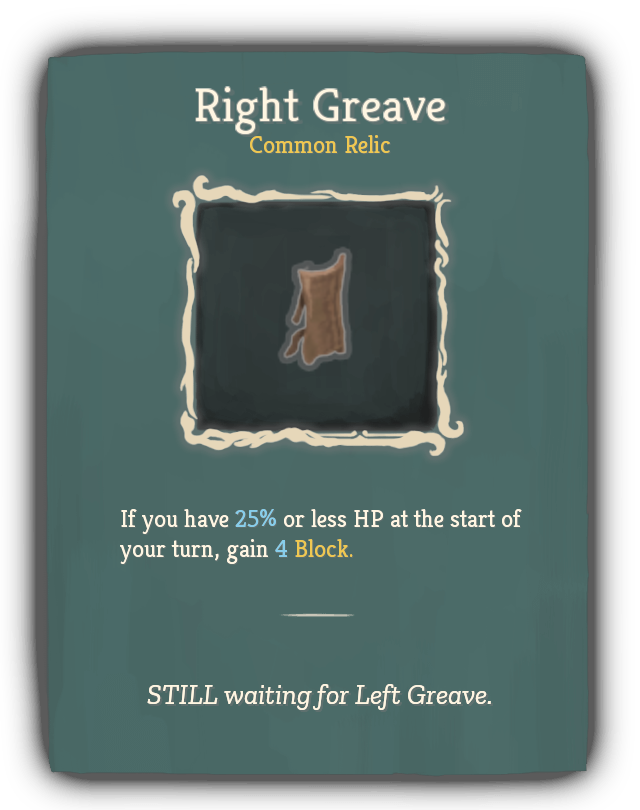 Right Greave
Common Relic
If you have 25% or less HP at the start of
your turn, gain 4 Block.
STILL waiting for Left Greave.